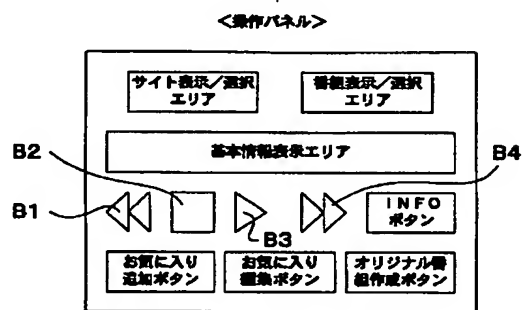 <操作パネル>
サイト表示／選択
エリア
番組表示／選択
エリア
基本情報表示エリア
B2
B4
B1
B3
INFO
ボタン
お気に入り
追加ボタン
お気に入り
編集ボタン
オリジナル番
組作成ボタン